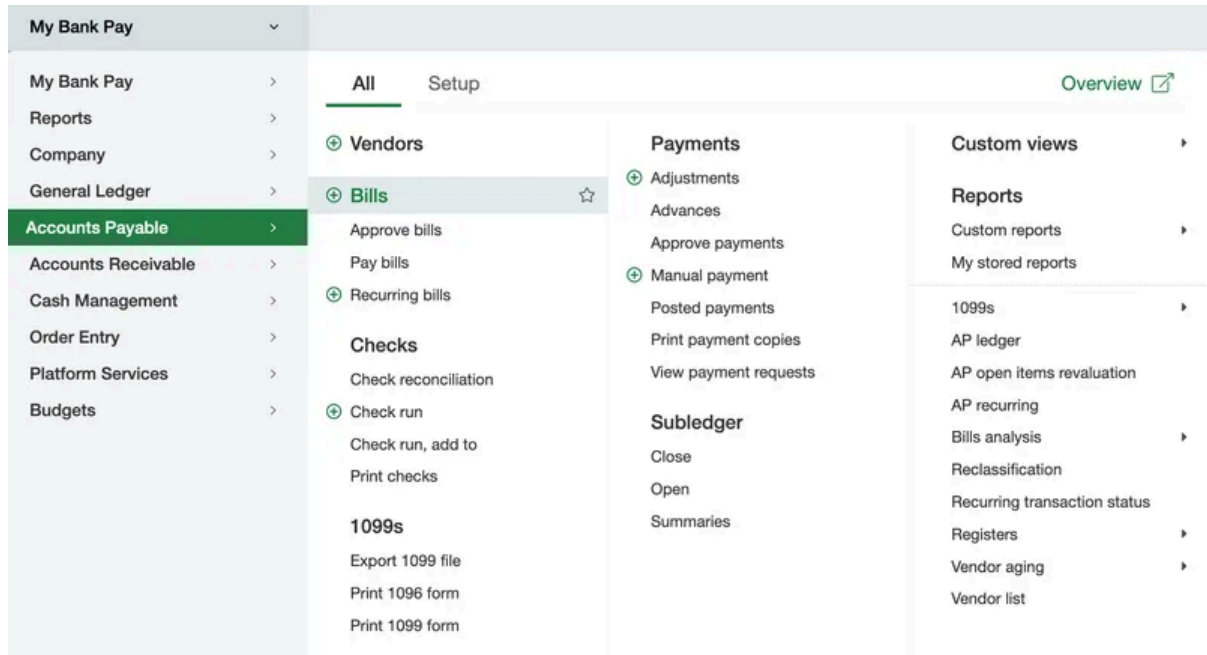 My Bank Pay
My Bank Pay
Reports
Company
General Ledger
Accounts Payable
Accounts Receivable
Cash Management
Order Entry
Platform Services
Budgets
All
Setup
Overview
Vendors
Bills
Approve bills
Pay bills
Recurring bills
Checks
Check reconciliation
Check run
Check run, add to
Print checks
1099s
Export 1099 file
Print 1096 form
Print 1099 form
Payments
Adjustments
Advances
Approve payments
Manual payment
Posted payments
Print payment copies
View payment requests
Subledger
Close
Open
Summaries
Custom views
Reports
Custom reports
My stored reports
1099s
AP ledger
AP open items revaluation
AP recurring
Bills analysis
Reclassification
Recurring transaction status
Registers
Vendor aging
Vendor list